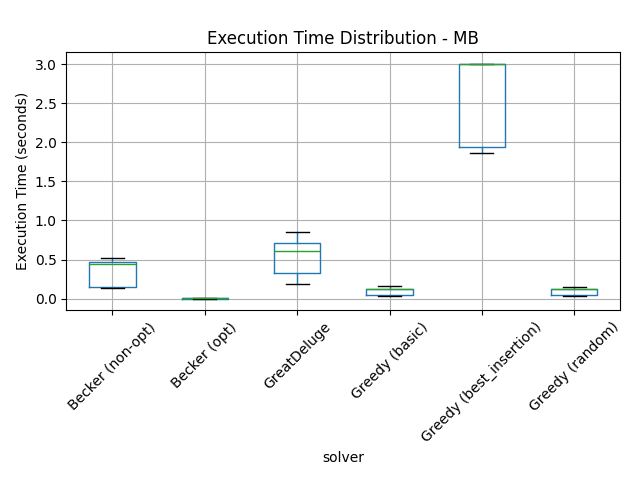 Execution Time Distribution - MB
Execution Time (seconds)
3.0
2.5
2.0
1.5
1.0
0.5
0.0
Becker (non-opt)
Becker (opt)
GreatDeluge
Greedy (basic)
Greedy (best_insertion)
Greedy (random)
solver